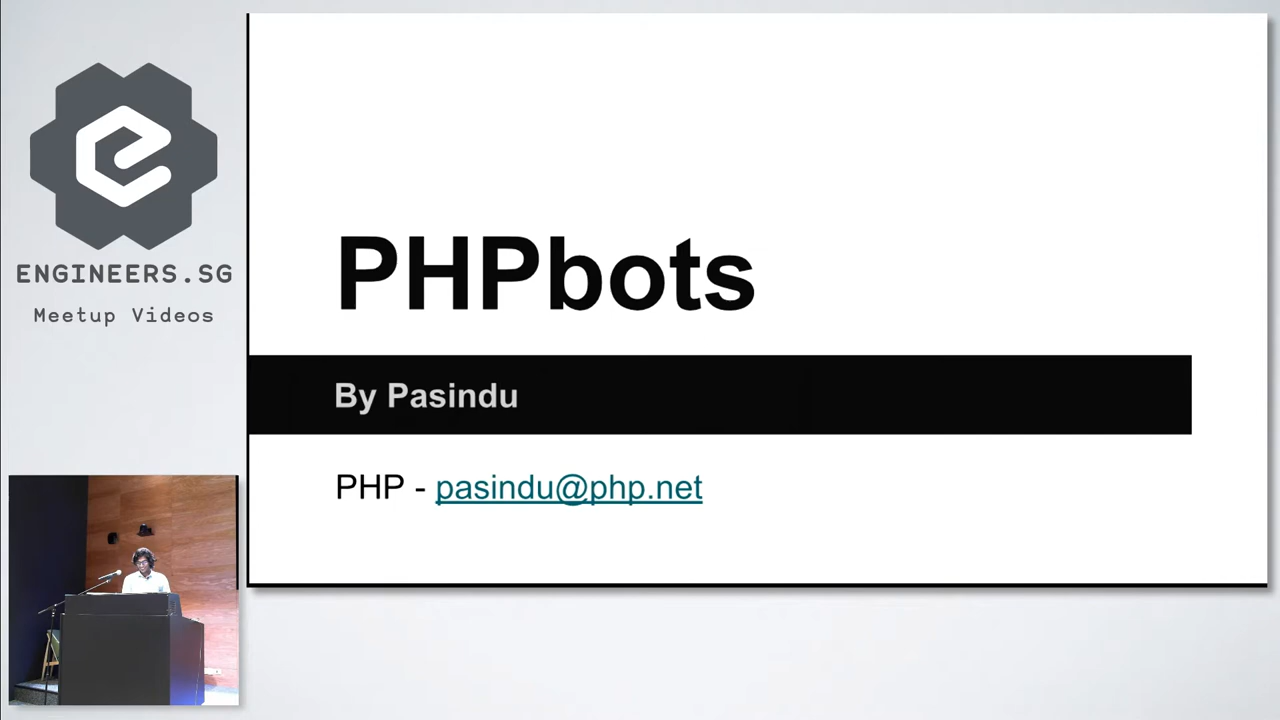 ENGINEERS.SG
Meetup Videos
PHPbots
By Pasindu
PHP - pasindu@php.net